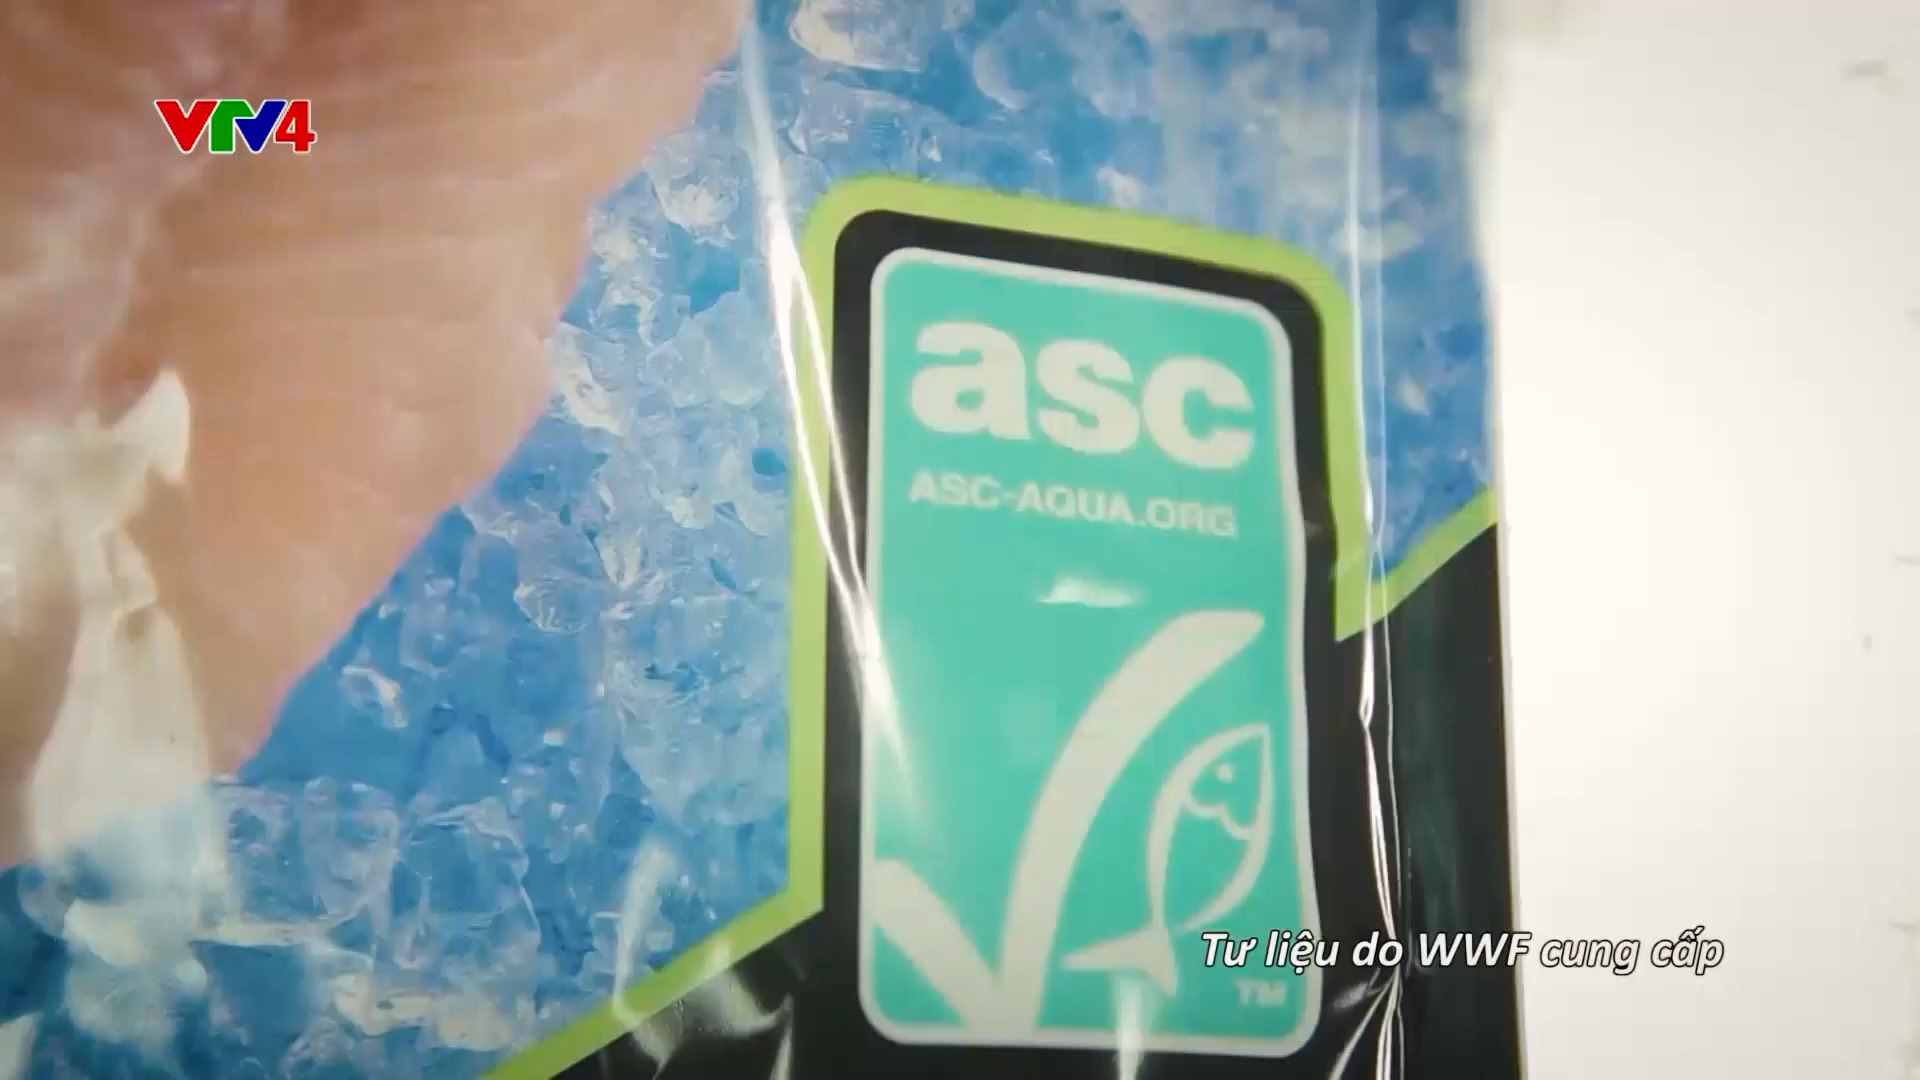 VTV4
asc
ASC-AQUA.ORG
Tư liệu do WWF cung cấp
TM